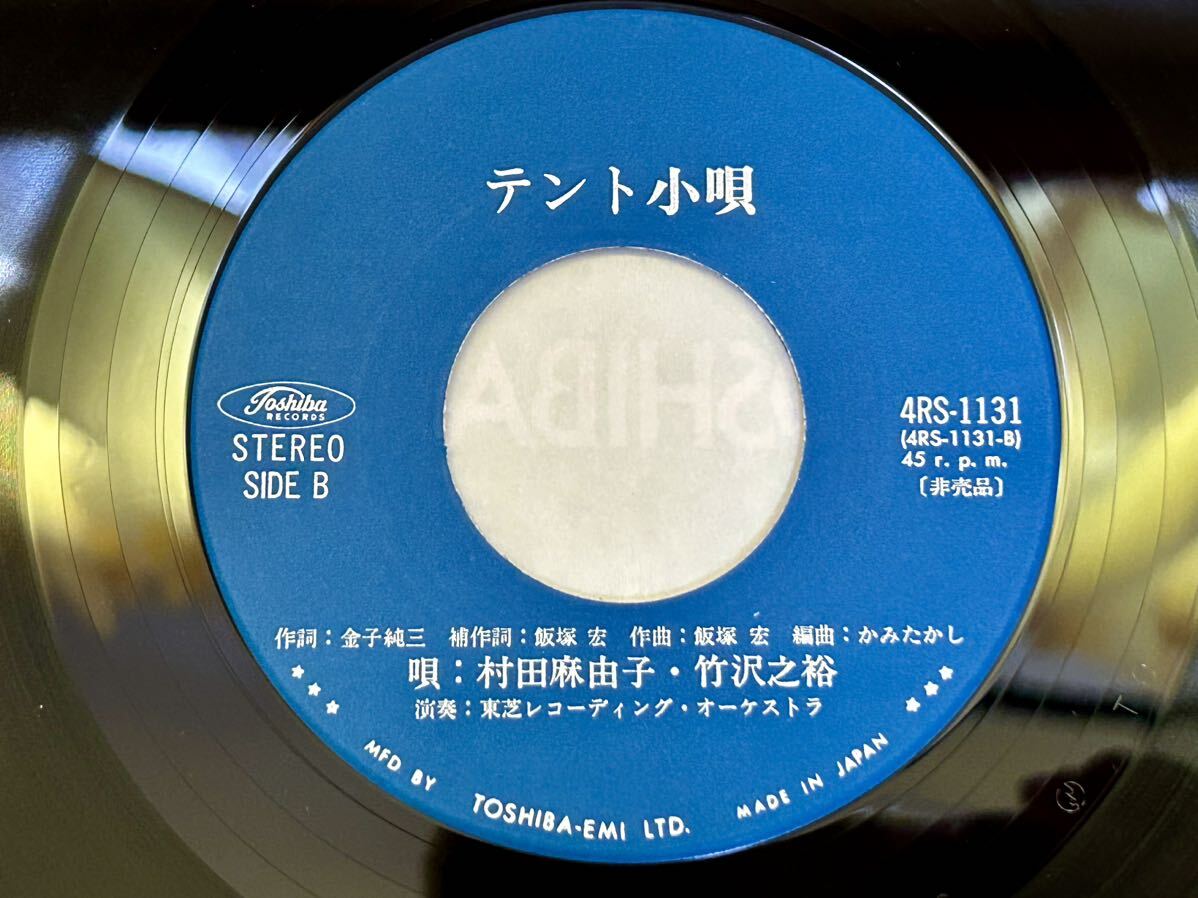 テント小唄
Toshiba
RECORDS
STEREO
SIDE B
4RS-1131
(4RS-1131-B)
45 r. p. m.
〔非売品〕
SHIBA
作詞：金子純三 補作詞：飯塚 宏 作曲：飯塚 宏 編曲：かみたかし
唄：村田麻由子・竹沢之裕
演奏：東芝レコーディング・オーケストラ
MFD BY TOSHIBA-EMI LTD. MADE IN JAPAN